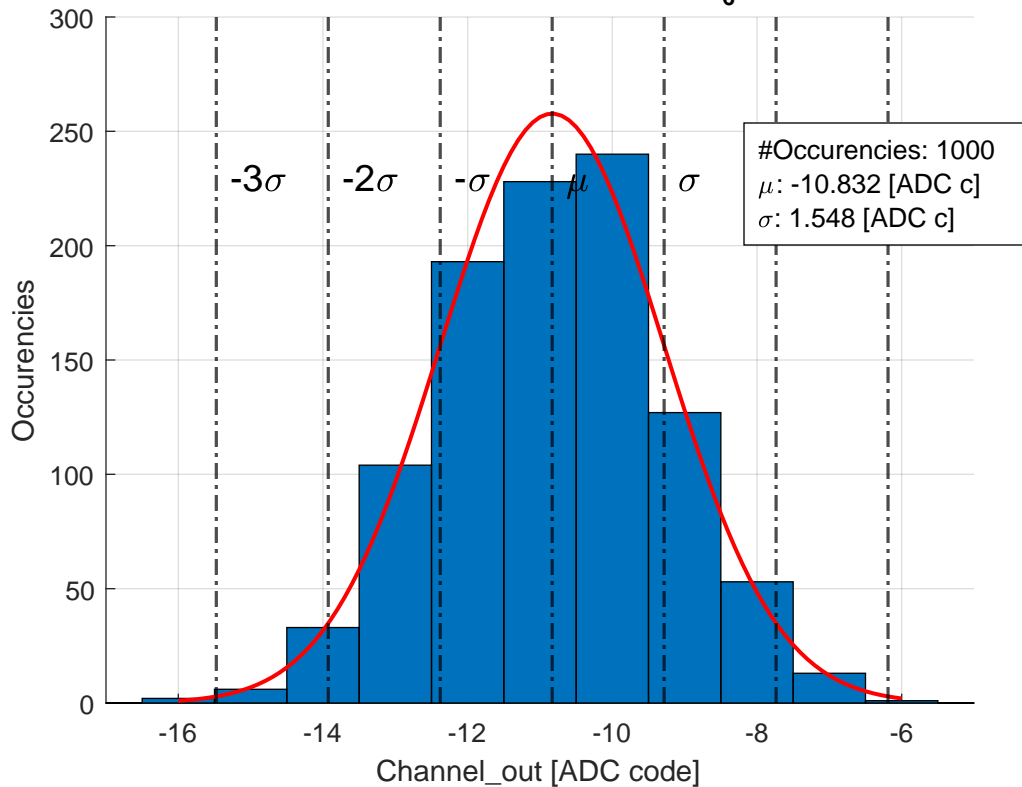 300
250
200
150
100
50
0
Occurencies
-3σ
-2σ
-σ
μ
σ
#Occurencies: 1000
μ: -10.832 [ADC c]
σ: 1.548 [ADC c]
-16
-14
-12
-10
-8
-6
Channel_out [ADC code]